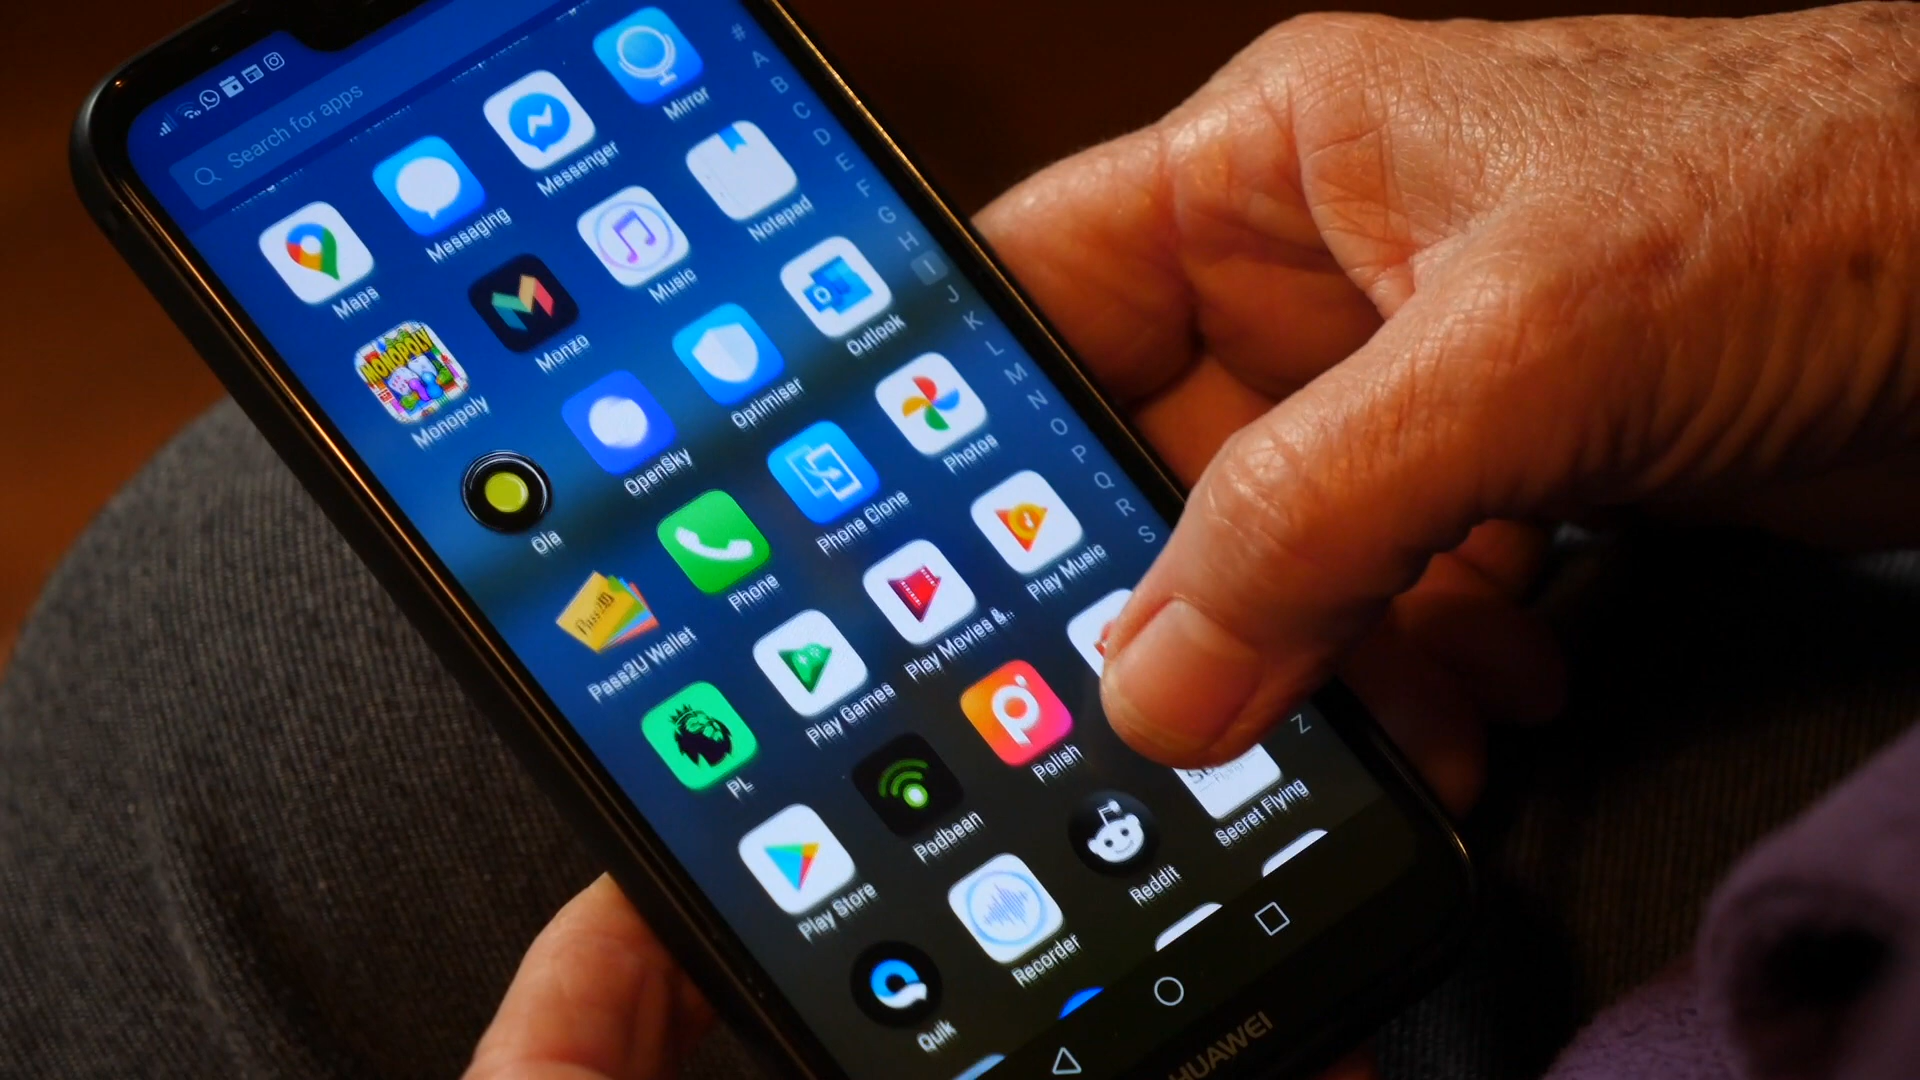 Search for apps
Maps
Messaging
Messenger
Mirror
MONOPOLY
Monopoly
Monzo
Music
Notepad
Ola
OpenSky
Optimiser
Outlook
Pass2U Wallet
Phone
Phone Clone
Photos
PL
Play Games
Play Movies &..
Play Music
Play Store
Podbean
Polish
Quik
Recorder
Reddit
Secret Flying
#
A
B
C
D
E
F
G
H
I
J
K
L
M
N
O
P
Q
R
S
Z
HUAWEI